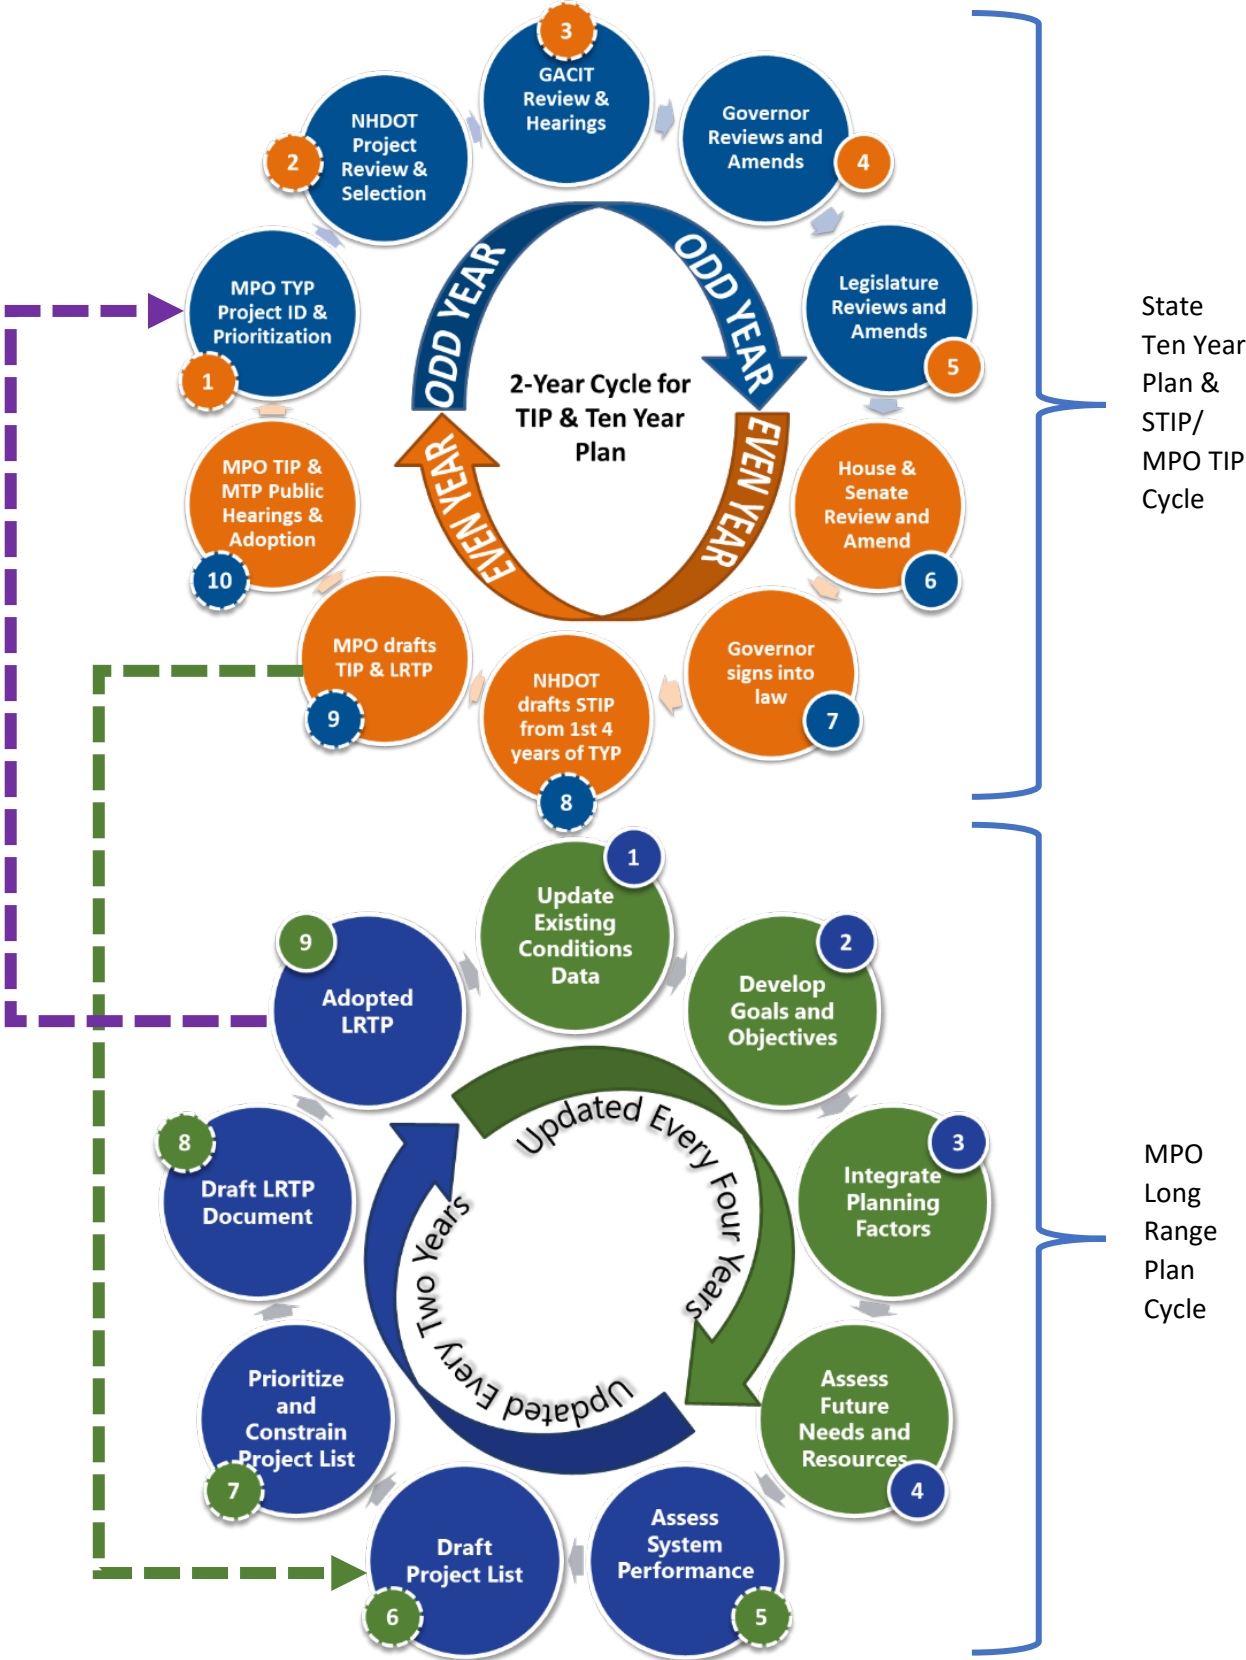 3
GACIT
Review &
Hearings
2
NHDOT
Project
Review &
Selection
Governor
Reviews and
Amends
4
1
MPO TYP
Project ID &
Prioritization
ODD YEAR
ODD YEAR
Legislature
Reviews and
Amends
5
2-Year Cycle for
TIP & Ten Year
Plan
State
Ten Year
Plan &
STIP/
MPO TIP
Cycle
MPO TIP &
MTP Public
Hearings &
Adoption
10
EVEN YEAR
EVEN YEAR
House &
Senate
Review and
Amend
6
MPO drafts
TIP & LRTP
9
NHDOT
drafts STIP
from 1st 4
years of TYP
8
Governor
signs into
law
7
1
Update
Existing
Conditions
Data
9
Adopted
LRTP
2
Develop
Goals and
Objectives
8
Draft LRTP
Document
Updated Every Four Years
Updated Every Two Years
3
Integrate
Planning
Factors
MPO
Long
Range
Plan
Cycle
Prioritize
and
Constrain
Project List
7
Assess
Future
Needs and
Resources
4
Draft
Project List
6
Assess
System
Performance
5